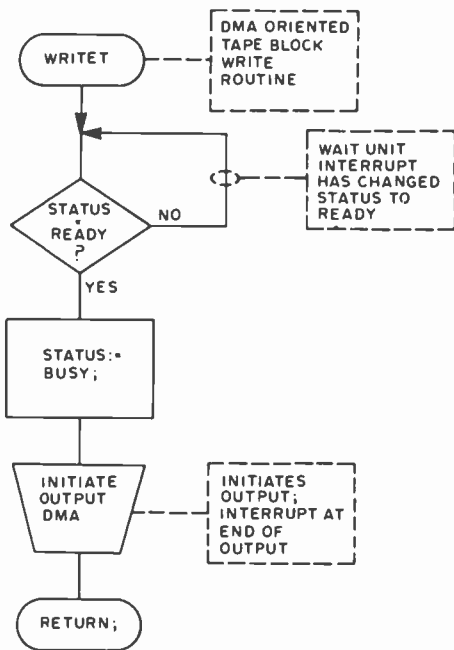 WRITET
DMA ORIENTED
TAPE BLOCK
WRITE
ROUTINE
WAIT UNIT
INTERRUPT
HAS CHANGED
STATUS TO
READY
STATUS
=
READY
?
NO
YES
STATUS:=
BUSY;
INITIATE
OUTPUT
DMA
INITIATES
OUTPUT;
INTERRUPT AT
END OF
OUTPUT
RETURN;